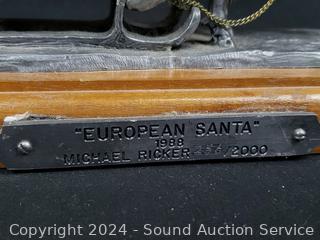 "EUROPEAN SANTA"
1988
MICHAEL RICKER /2000
Copyright 2024 - Sound Auction Service